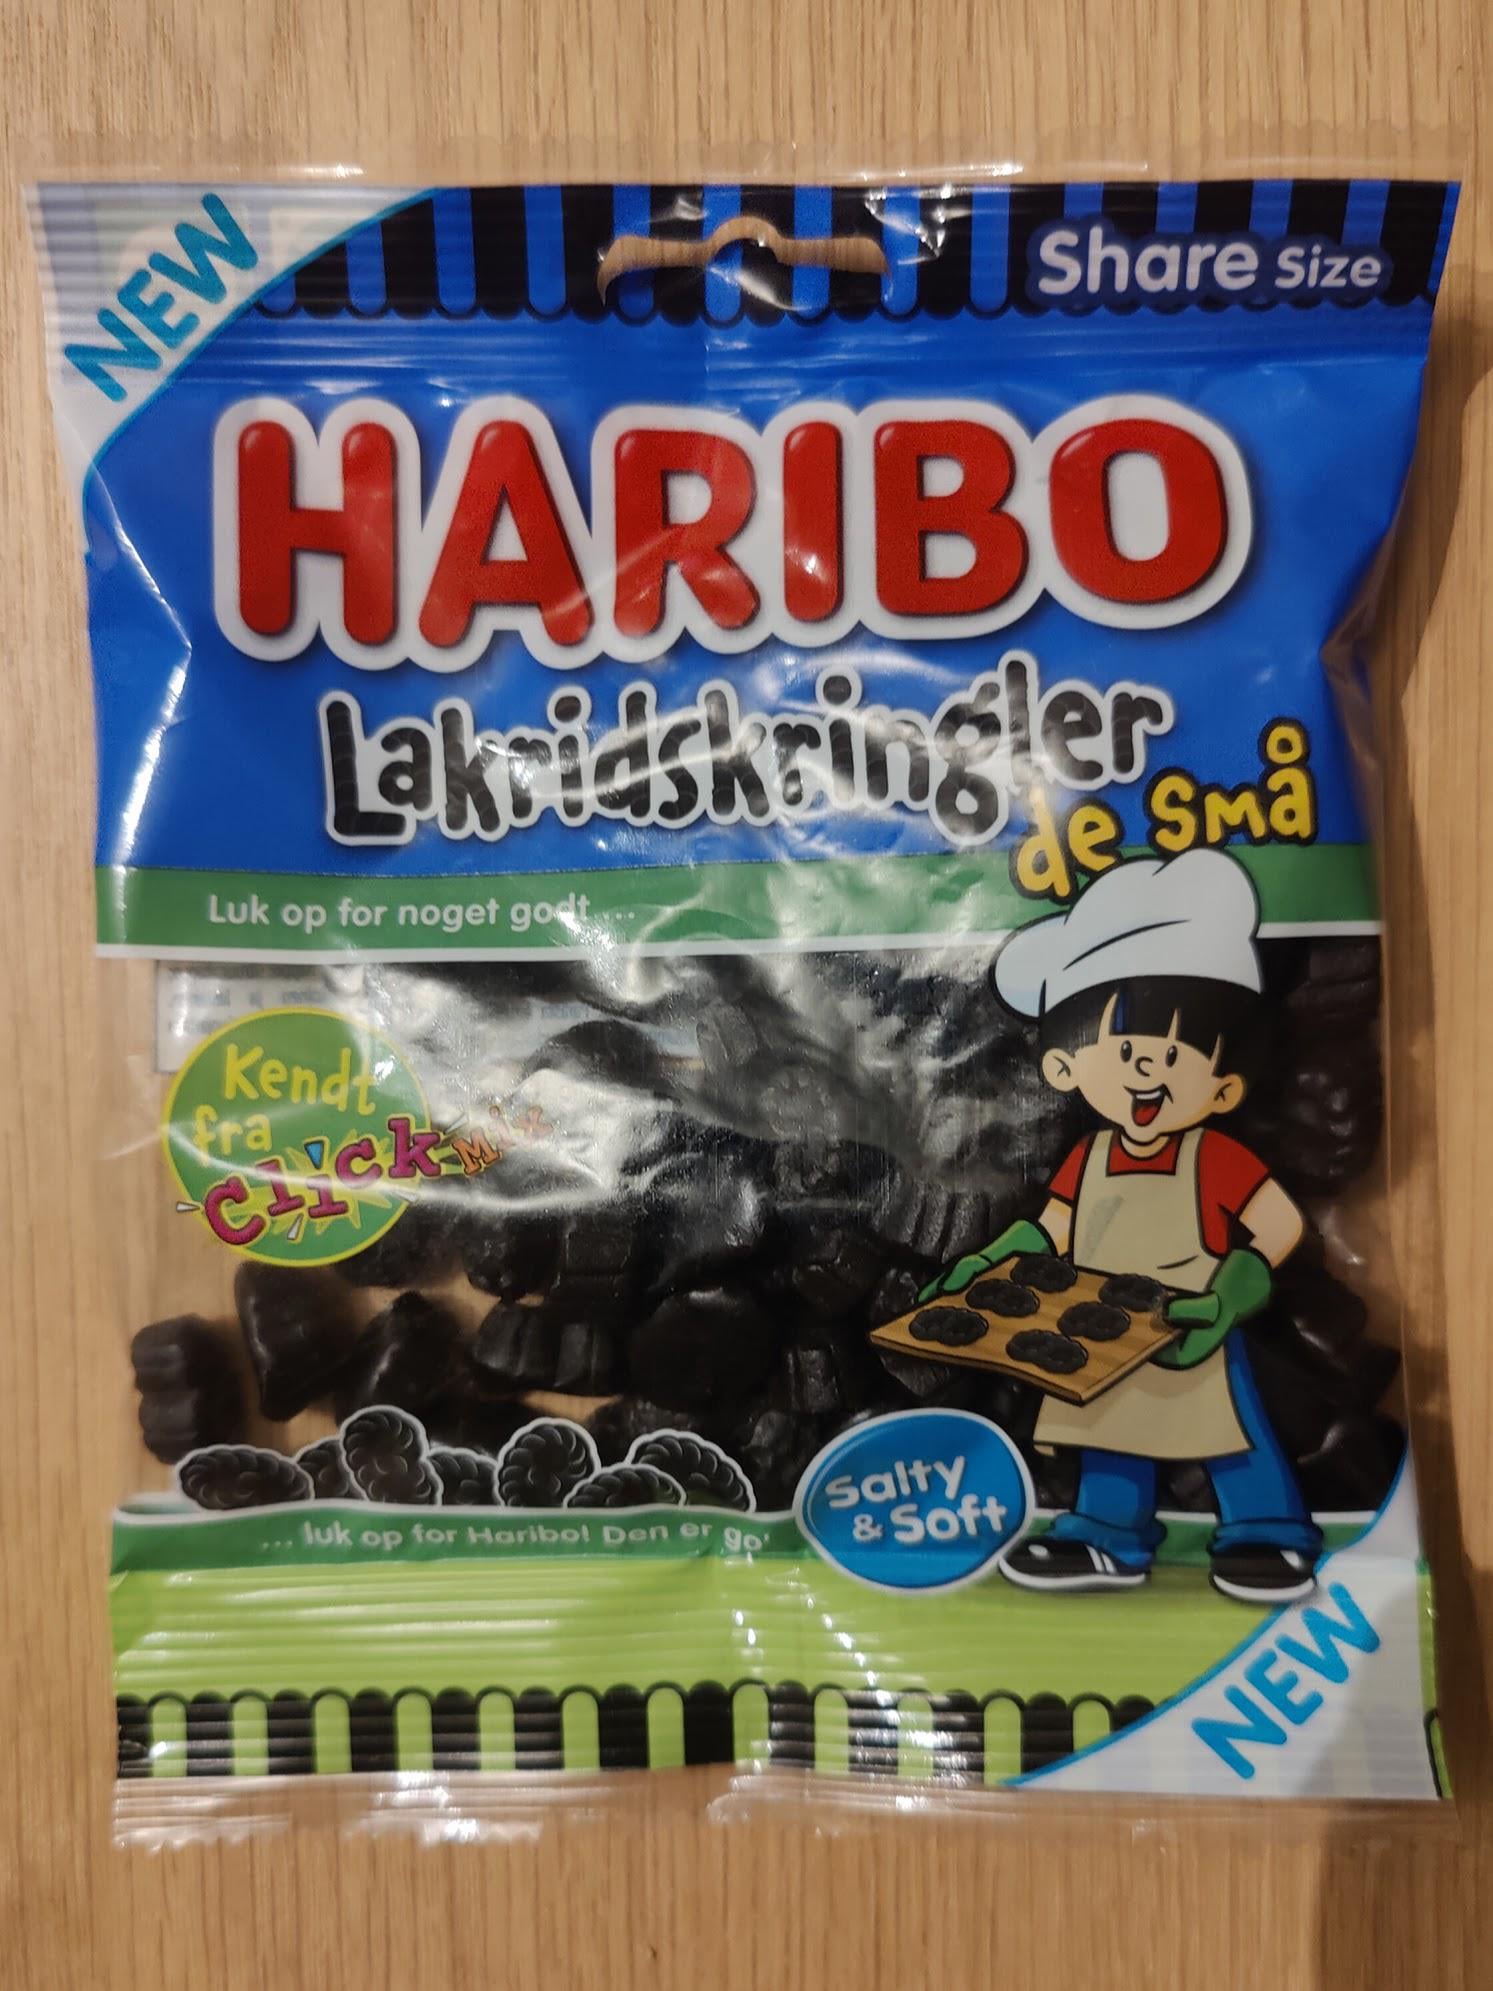 NEW
Share Size
HARIBO
Lakridskringler
de små
Luk op for noget godt ...
Kendt
fra
click mix
Salty
& Soft
... luk op for Haribo! Den er go'
NEW